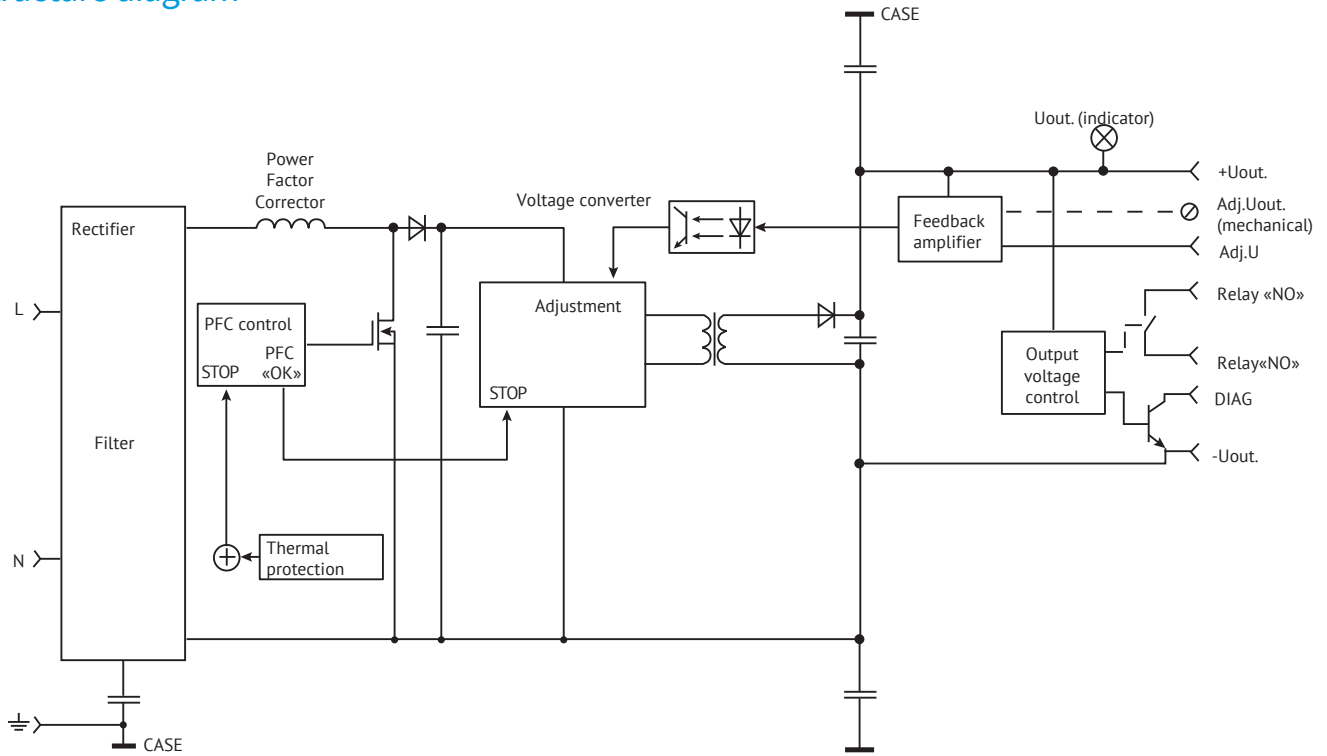 CASE
Uout. (indicator)
Power
Factor
Corrector
+Uout.
Voltage converter
Adj.Uout.
(mechanical)
Rectifier
Feedback
amplifier
Adj.U
Relay «NO»
L
Adjustment
PFC control
PFC
«OK»
STOP
Output
voltage
control
Relay«NO»
STOP
DIAG
Filter
-Uout.
N
Thermal
protection
CASE